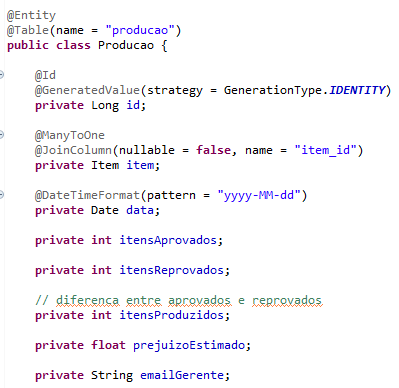 @Entity
@Table(name = "producao")
public class Producao {
@Id
@GeneratedValue(strategy = GenerationType.IDENTITY)
private Long id;
@ManyToOne
@JoinColumn(nullable = false, name = "item_id")
private Item item;
@DateTimeFormat(pattern = "yyyy-MM-dd")
private Date data;
private int itensAprovados;
private int itensReprovados;
// diferenca entre aprovados e reprovados
private int itensProduzidos;
private float prejuizoEstimado;
private String emailGerente;